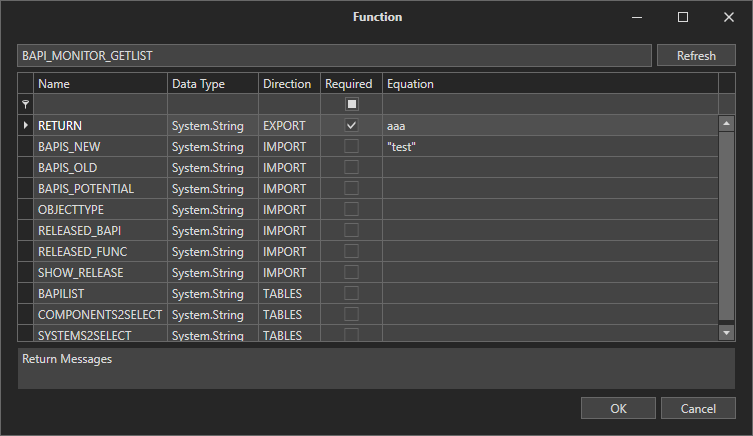 Function
BAPI_MONITOR_GETLIST Refresh
Name Data Type Direction Required Equation
RETURN System.String EXPORT aaa
BAPIS_NEW System.String IMPORT "test"
BAPIS_OLD System.String IMPORT
BAPIS_POTENTIAL System.String IMPORT
OBJECTTYPE System.String IMPORT
RELEASED_BAPI System.String IMPORT
RELEASED_FUNC System.String IMPORT
SHOW_RELEASE System.String IMPORT
BAPILIST System.String TABLES
COMPONENTS2SELECT System.String TABLES
SYSTEMS2SELECT System.String TABLES
Return Messages
OK Cancel